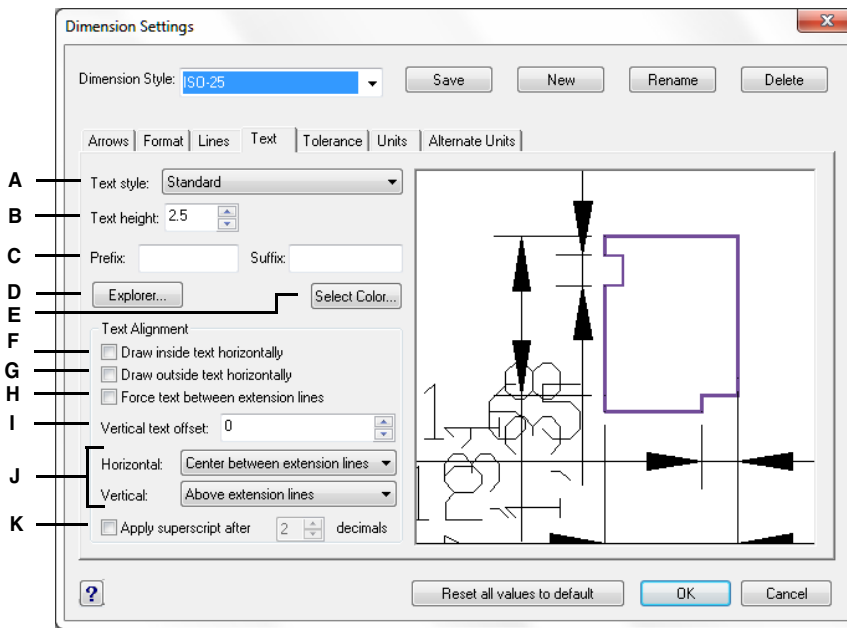 Dimension Settings
X
Dimension Style: ISO-25 Save New Rename Delete
Arrows Format Lines Text Tolerance Units Alternate Units
A Text style: Standard
B Text height: 2.5
C Prefix: Suffix:
D Explorer...
E Select Color...
Text Alignment
F Draw inside text horizontally
G Draw outside text horizontally
H Force text between extension lines
I Vertical text offset: 0
J Horizontal: Center between extension lines
Vertical: Above extension lines
K Apply superscript after 2 decimals
? Reset all values to default OK Cancel